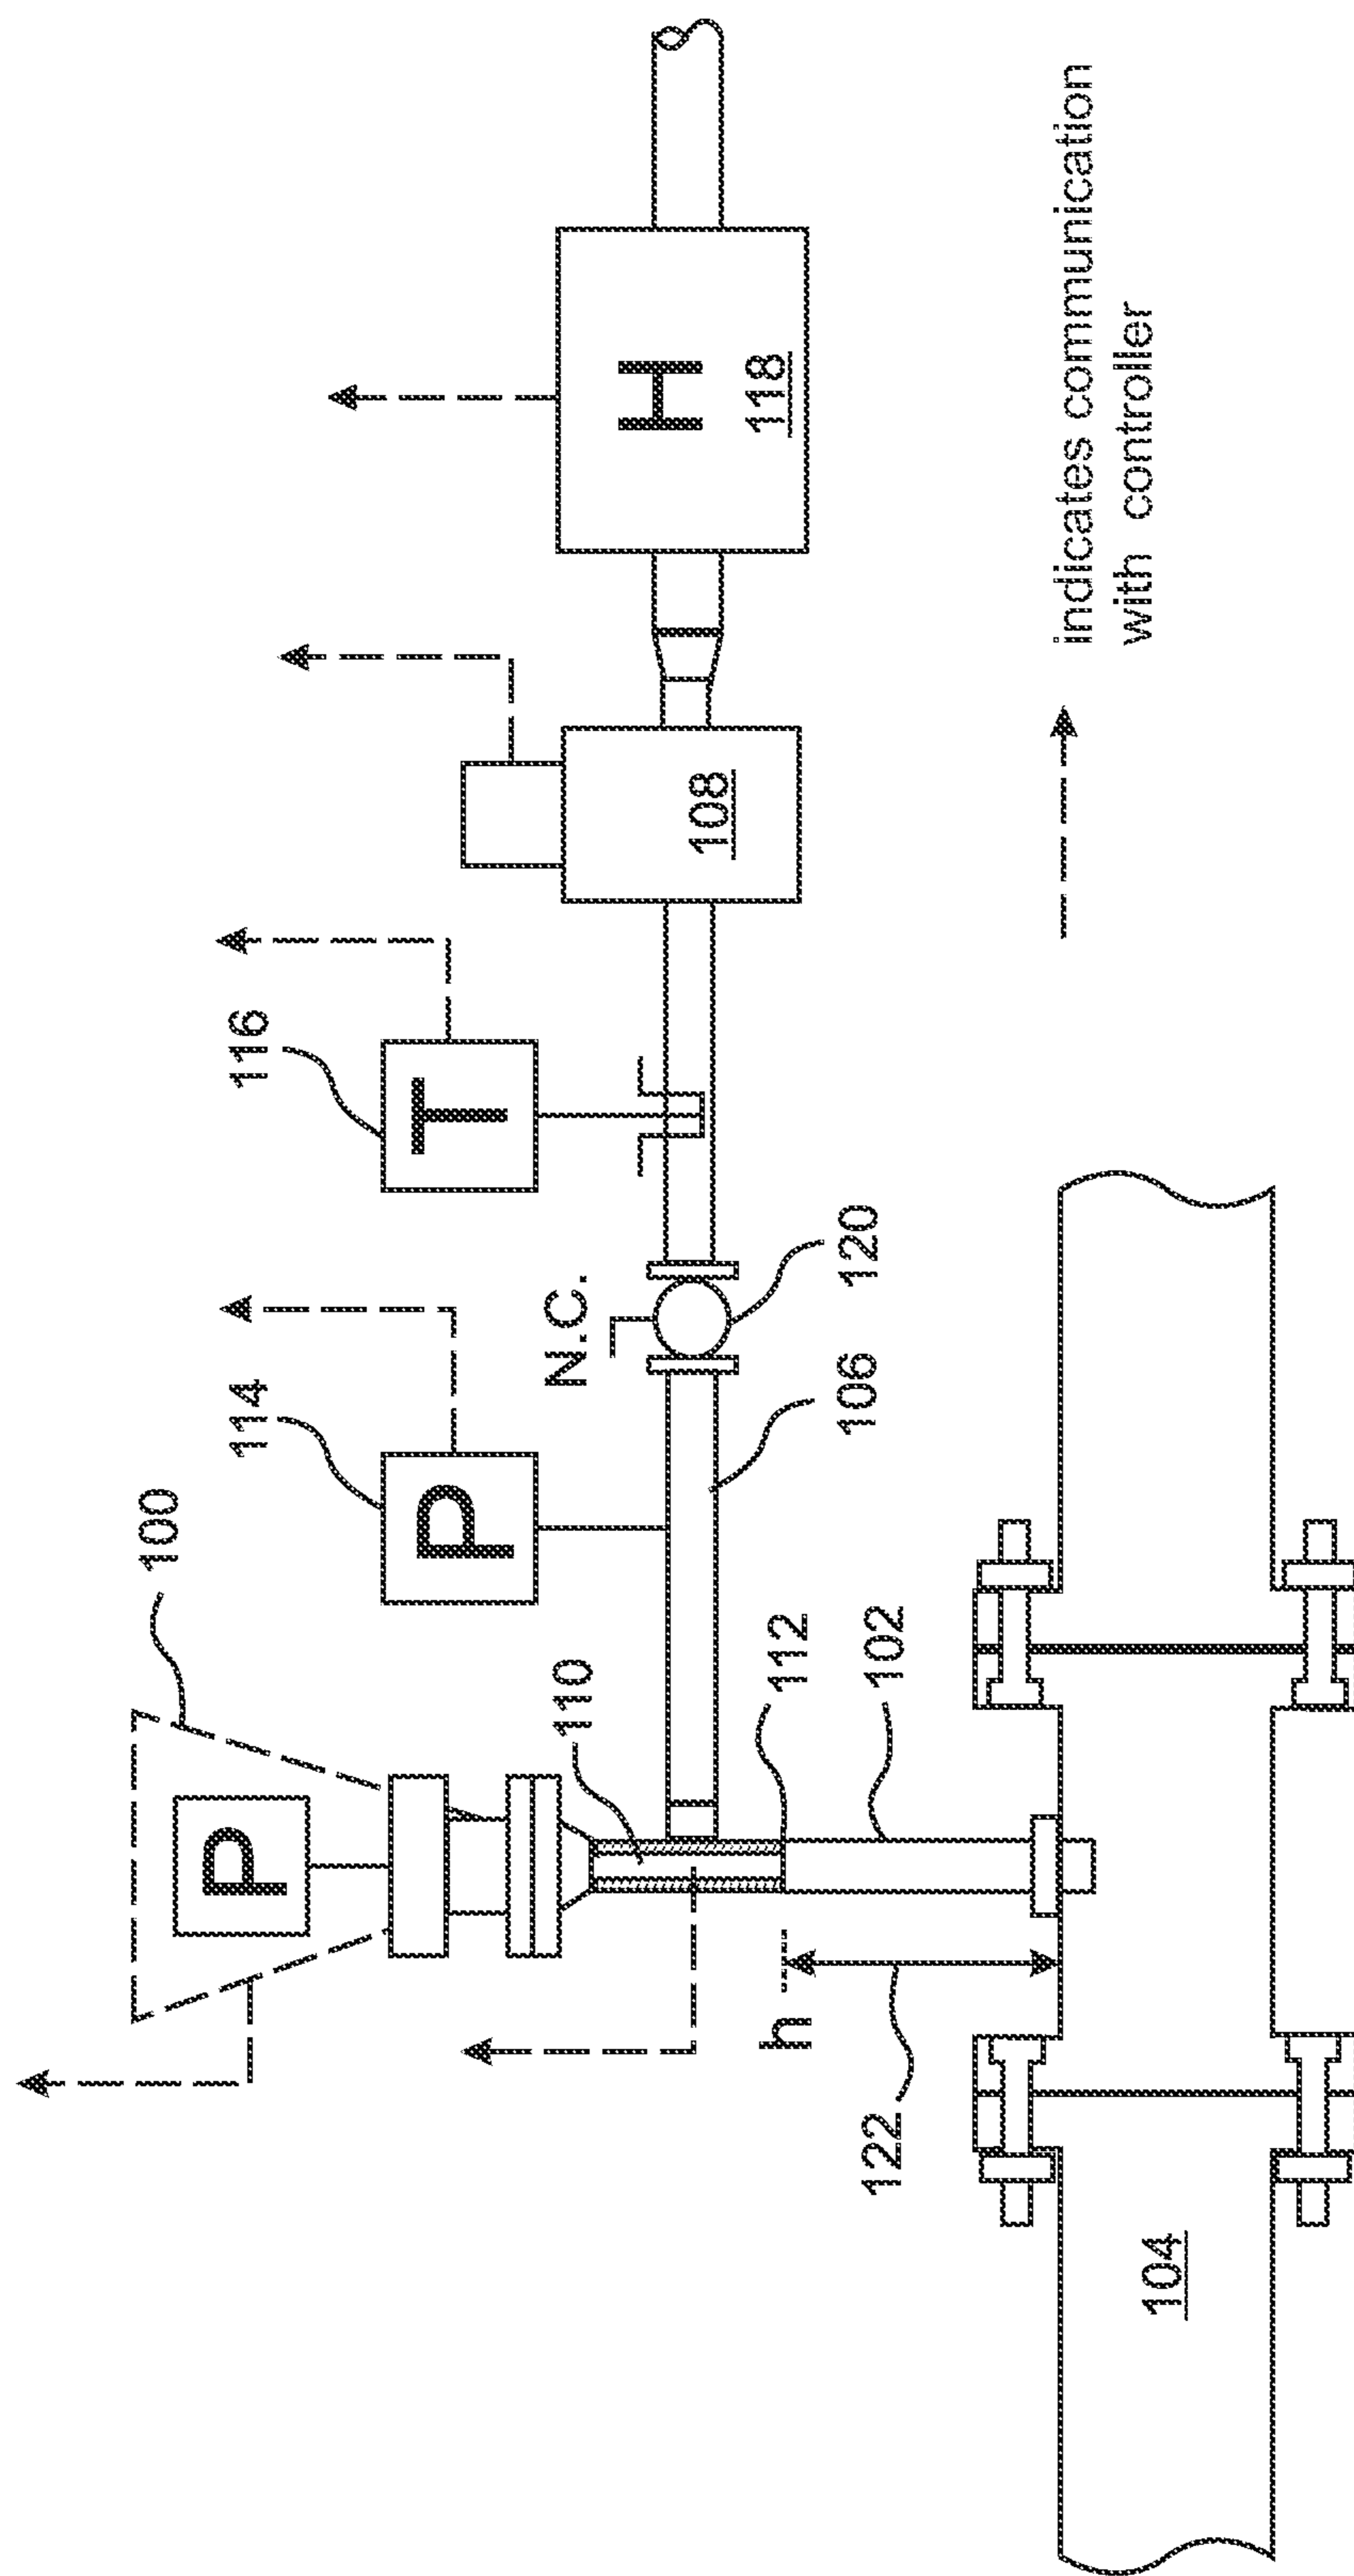 100
P
114
P
116
T
N.C.
110
H
118
108
120
106
112
102
h
122
104
indicates communication
with controller